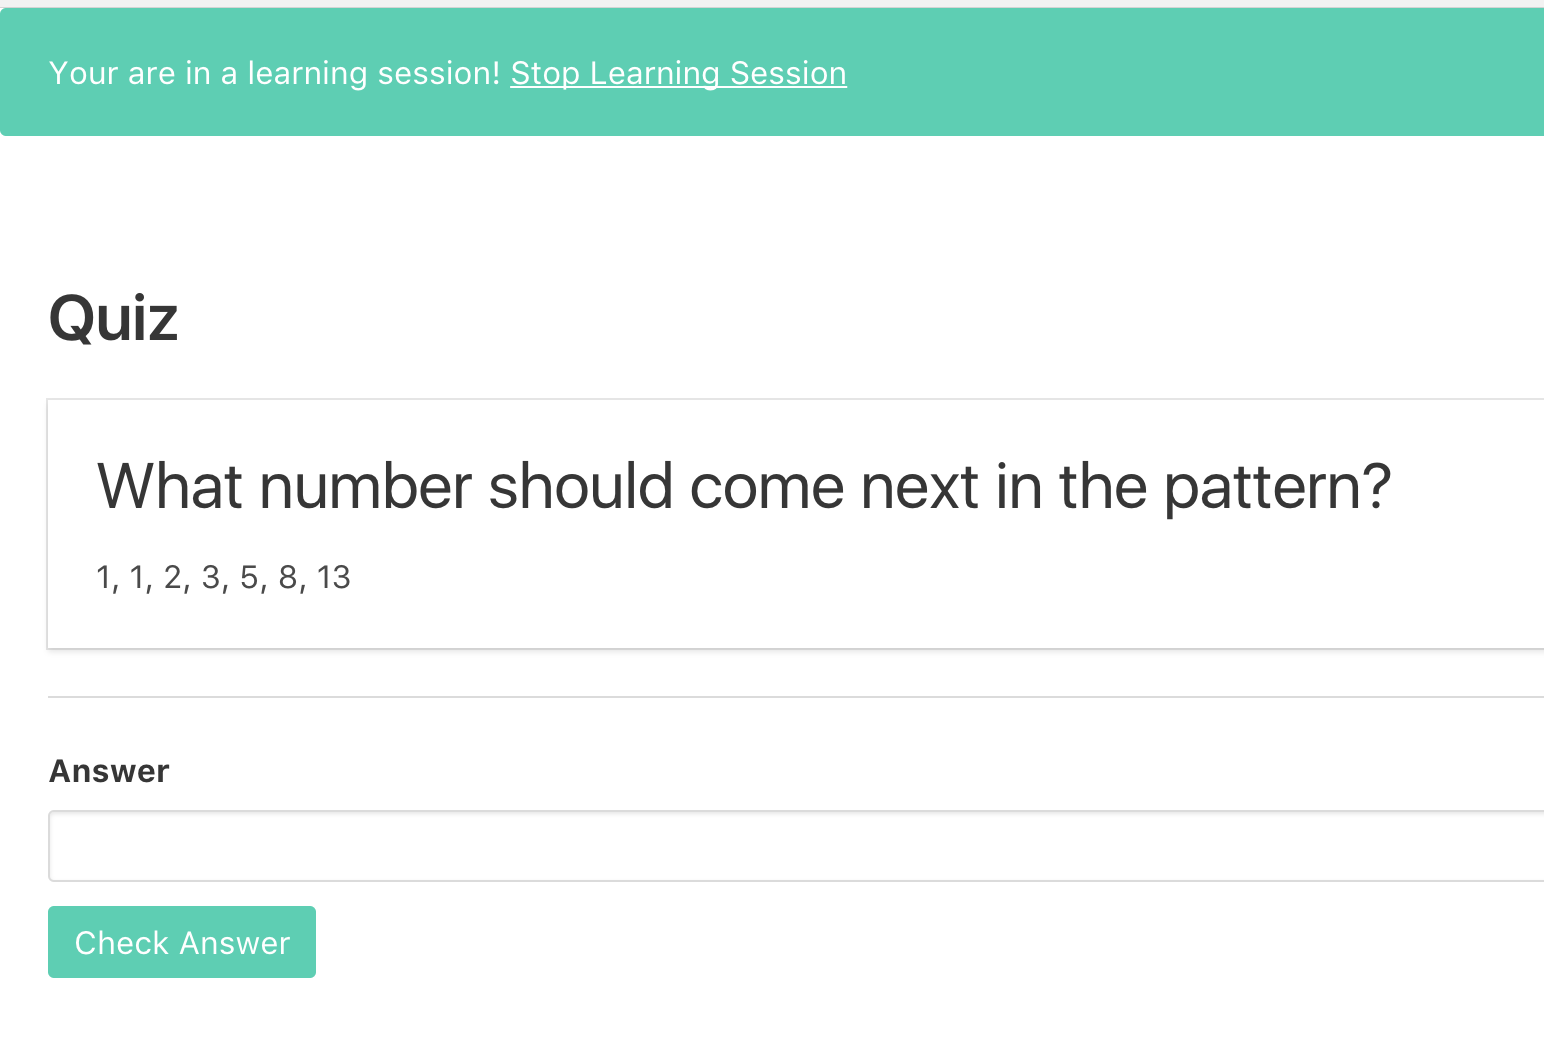 Your are in a learning session! Stop Learning Session
Quiz
What number should come next in the pattern?
1, 1, 2, 3, 5, 8, 13
Answer
Check Answer